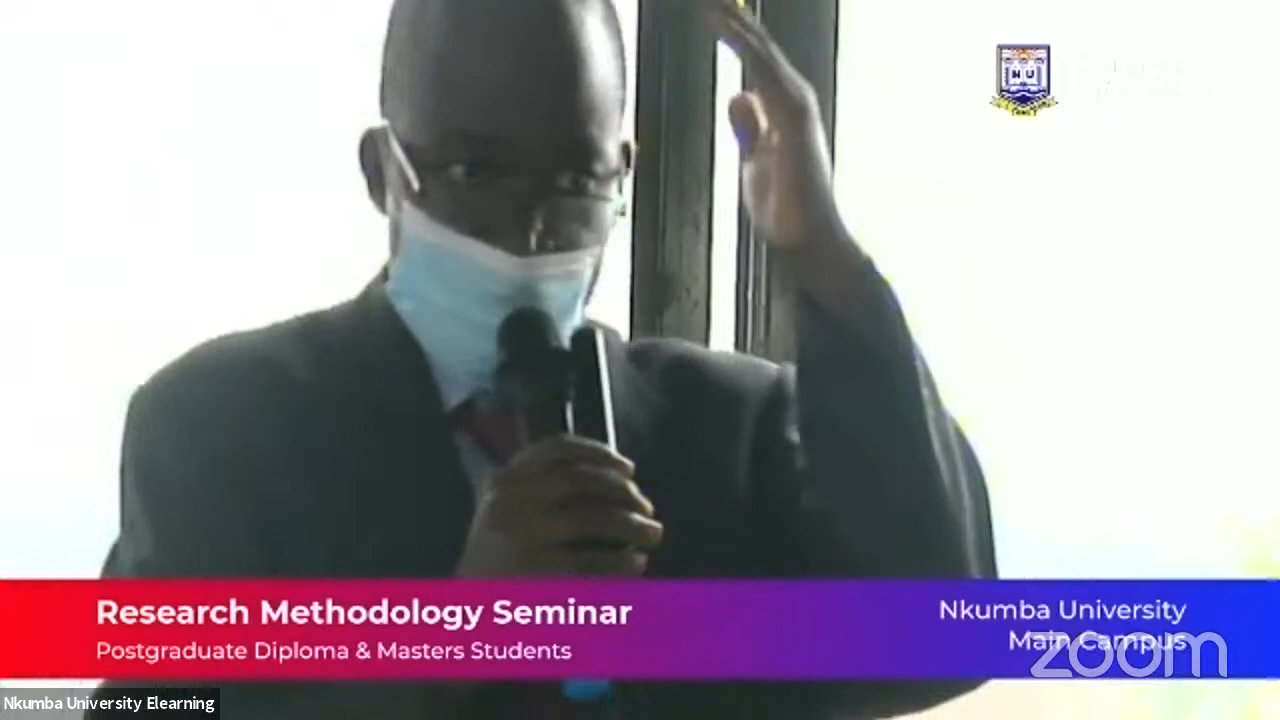 NU
Research Methodology Seminar
Postgraduate Diploma & Masters Students
Nkumba University
Main Campus
zoom
Nkumba University Elearning